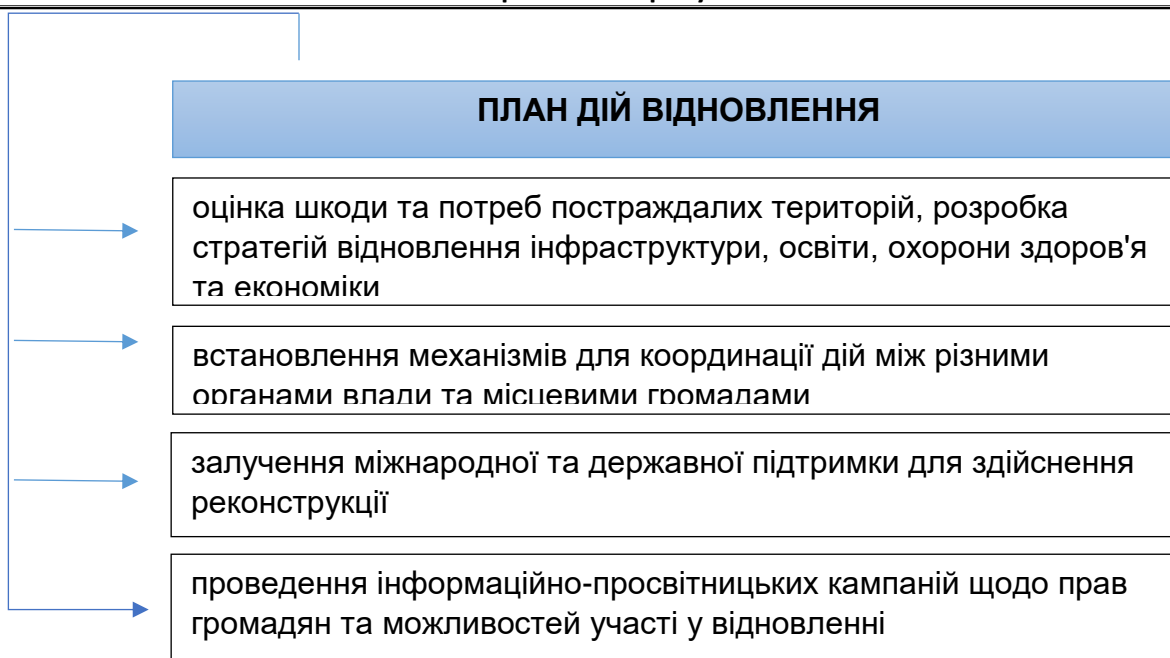 ПЛАН ДІЙ ВІДНОВЛЕННЯ
оцінка шкоди та потреб постраждалих територій, розробка
стратегій відновлення інфраструктури, освіти, охорони здоров'я
та економіки
встановлення механізмів для координації дій між різними
органами влади та місцевими громадами
залучення міжнародної та державної підтримки для здійснення
реконструкції
проведення інформаційно-просвітницьких кампаній щодо прав
громадян та можливостей участі у відновленні